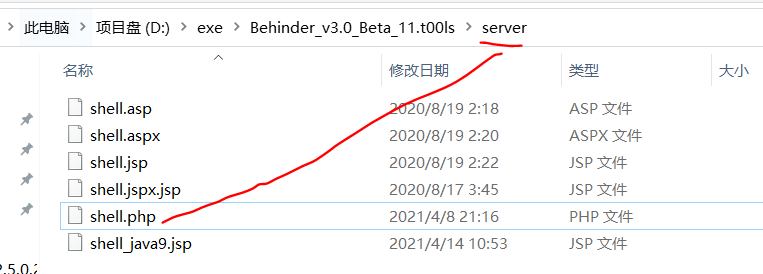 此电脑 > 项目盘 (D:) > exe > Behinder_v3.0_Beta_11.t00ls > server
名称 修改日期 类型 大小
shell.asp 2020/8/19 2:18 ASP 文件
shell.aspx 2020/8/19 2:20 ASPX 文件
shell.jsp 2020/8/19 2:22 JSP 文件
shell.jspx.jsp 2020/8/17 3:45 JSP 文件
shell.php 2021/4/8 21:16 PHP 文件
shell_java9.jsp 2021/4/14 10:53 JSP 文件